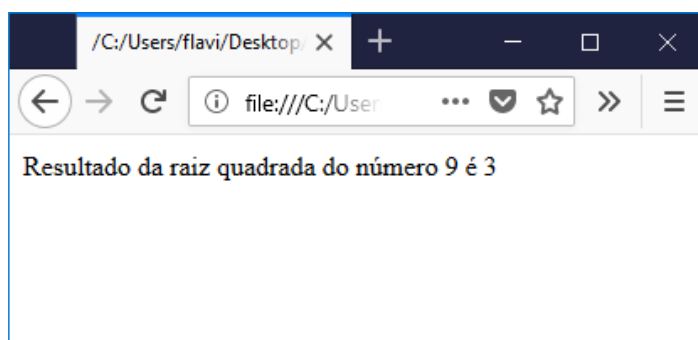 /C:/Users/flavi/Desktop/
file:///C:/User
Resultado da raiz quadrada do número 9 é 3